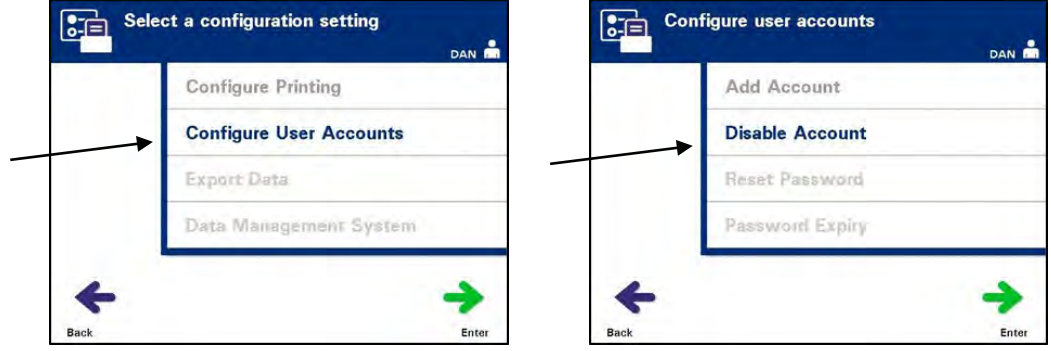 Select a configuration setting
DAN
Configure Printing
Configure User Accounts
Export Data
Data Management System
Back
Enter
Configure user accounts
DAN
Add Account
Disable Account
Reset Password
Password Expiry
Back
Enter